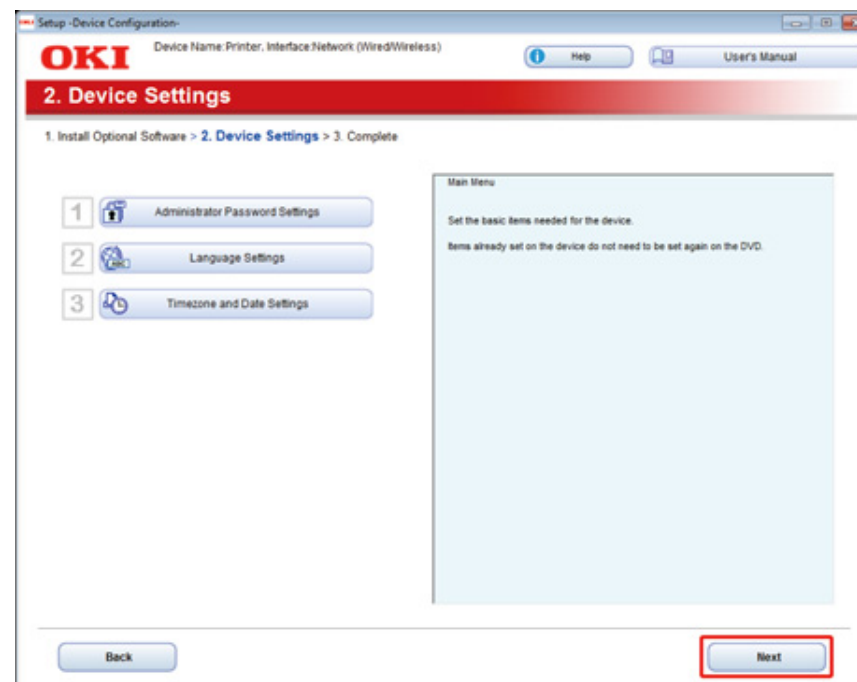 Setup -Device Configuration-
OKI
Device Name:Printer, Interface:Network (Wired/Wireless)
Help
User's Manual
2. Device Settings
1. Install Optional Software > 2. Device Settings > 3. Complete
Main Menu
1 Administrator Password Settings
Set the basic items needed for the device.
Items already set on the device do not need to be set again on the DVD.
2 Language Settings
3 Timezone and Date Settings
Back
Next